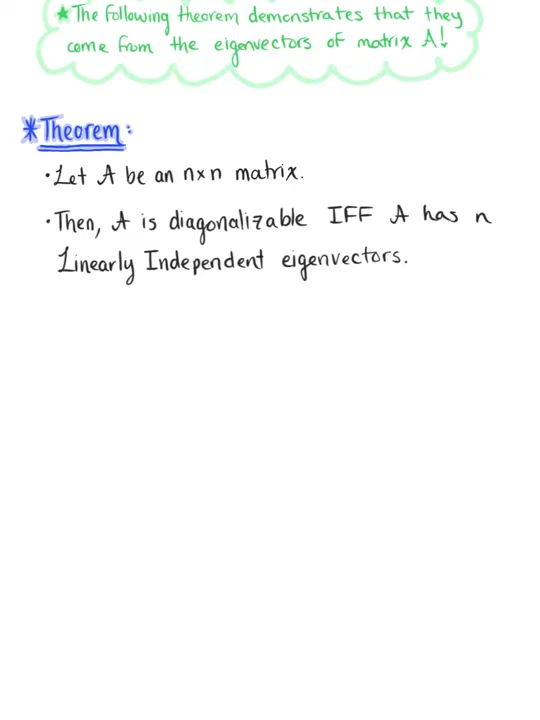 ★ The following theorem demonstrates that they
come from the eigenvectors of matrix A!
*Theorem:
• Let A be an n×n matrix.
• Then, A is diagonalizable IFF A has n
Linearly Independent eigenvectors.